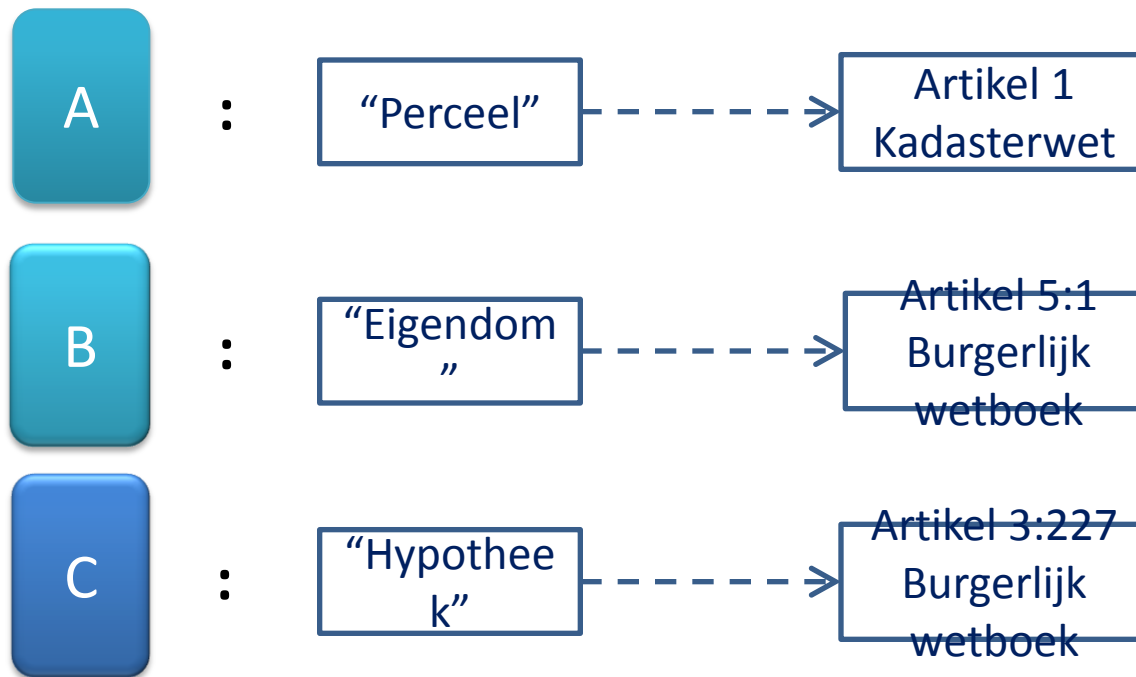 A : “Perceel” Artikel 1
Kadasterwet
B : “Eigendom
” Artikel 5:1
Burgerlijk
wetboek
C : “Hypothee
k” Artikel 3:227
Burgerlijk
wetboek